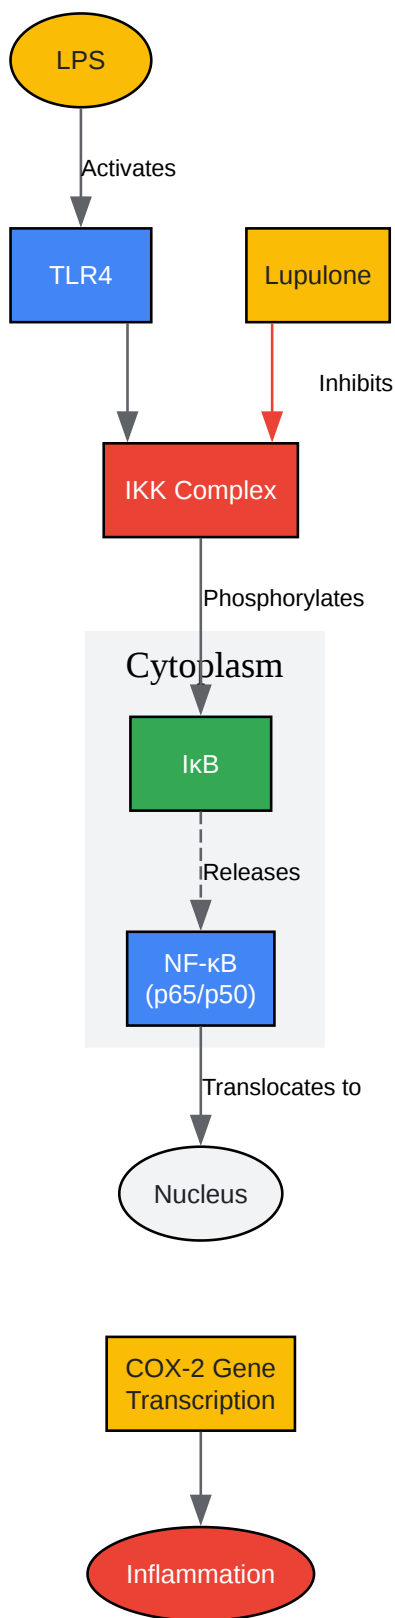 LPS
Activates
TLR4
Lupulone
Inhibits
IKK Complex
Phosphorylates
Cytoplasm
IκB
Releases
NF-κB
(p65/p50)
Translocates to
Nucleus
COX-2 Gene
Transcription
Inflammation